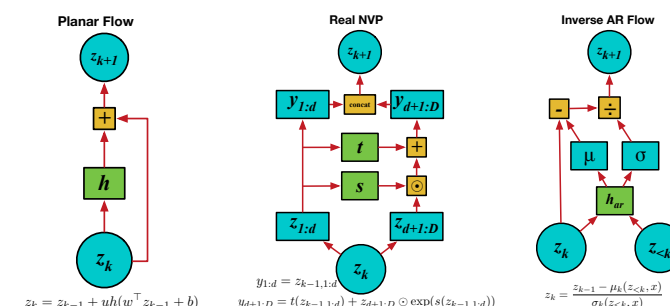 Planar Flow
z_{k+1}
+
h
z_k
z_k = z_{k-1} + uh(w^⊤ z_{k-1} + b)
Real NVP
z_{k+1}
y_{1:d} concat y_{d+1:D}
t +
s ⊙
z_{1:d} z_{d+1:D}
z_k
y_{1:d} = z_{k-1,1:d}
y_{d+1:D} = t(z_{k-1,1:d}) + z_{d+1:D} ⊙ exp(s(z_{k-1,1:d}))
Inverse AR Flow
z_{k+1}
- ÷
μ σ
h_{ar}
z_k z_{<k}
z_k = \frac{z_{k-1} - μ_k(z_{<k}, x)}{σ_k(z_{<k}, x)}